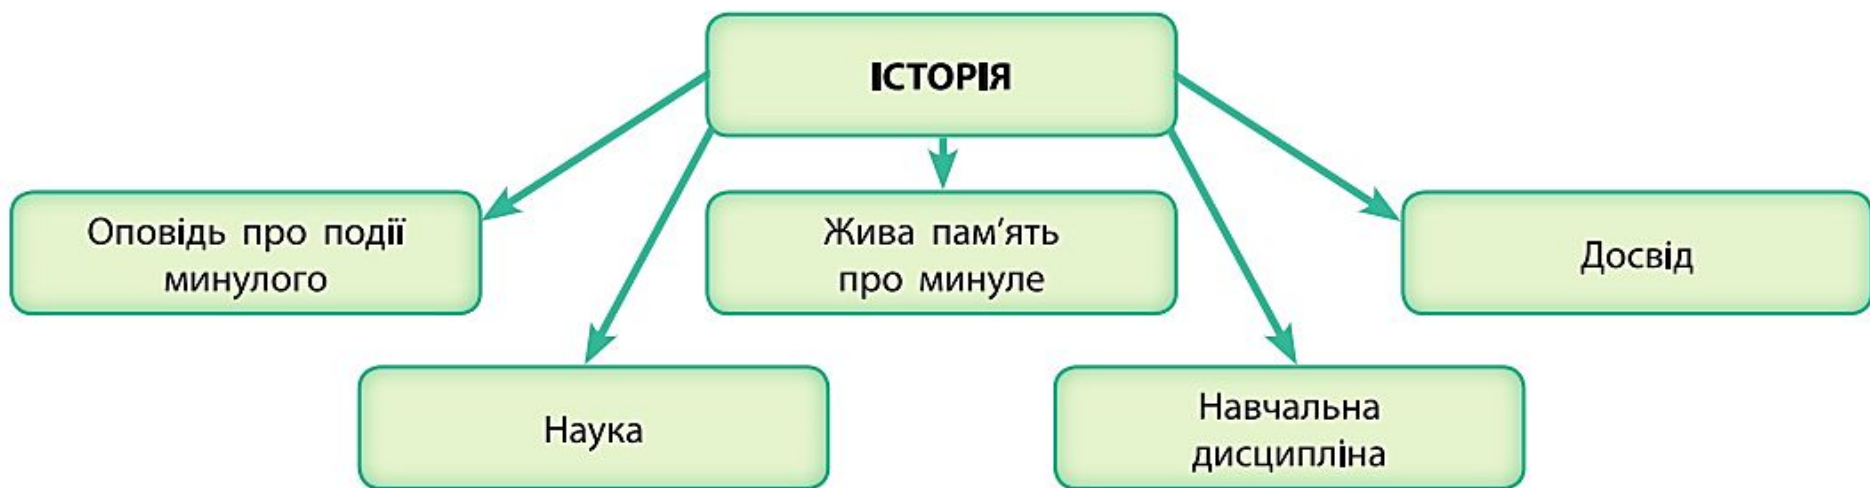 ІСТОРІЯ
Оповідь про події
минулого
Жива пам’ять
про минуле
Досвід
Наука
Навчальна
дисципліна